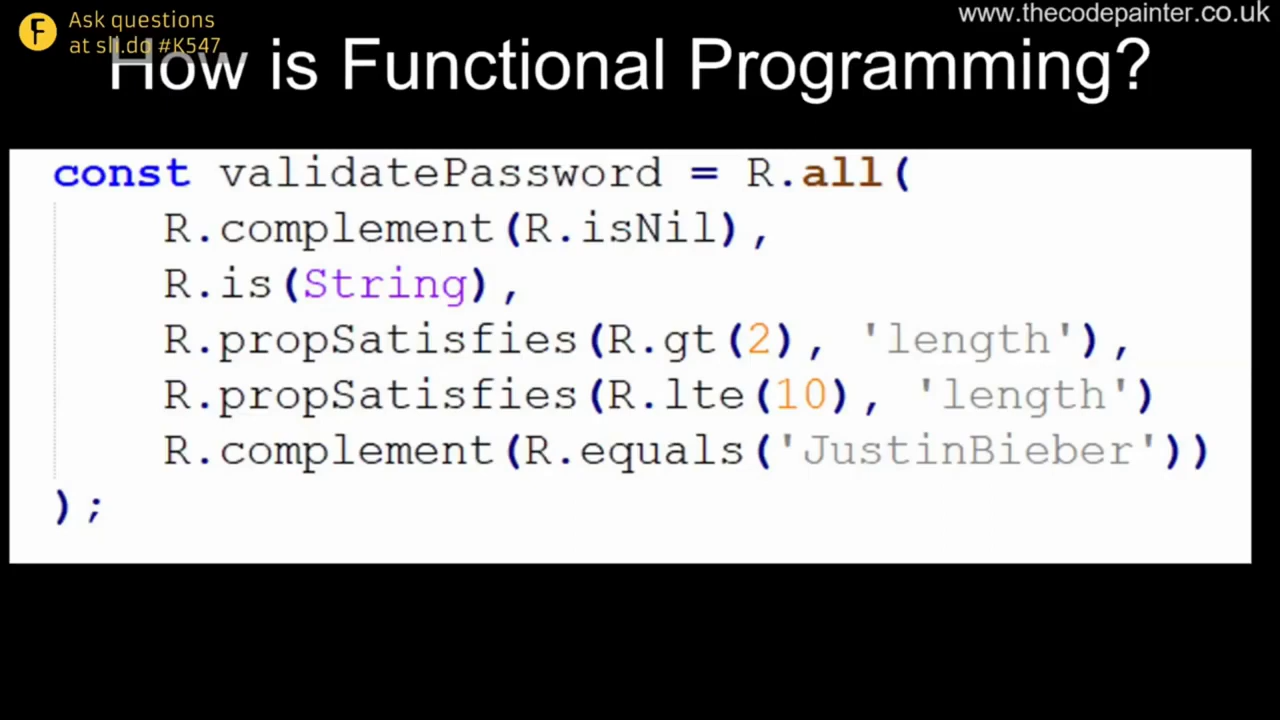 Ask questions
at sli.do #K547
www.thecodepainter.co.uk
How is Functional Programming?
const validatePassword = R.all(
R.complement(R.isNil),
R.is(String),
R.propSatisfies(R.gt(2), 'length'),
R.propSatisfies(R.lte(10), 'length')
R.complement(R.equals('JustinBieber'))
);